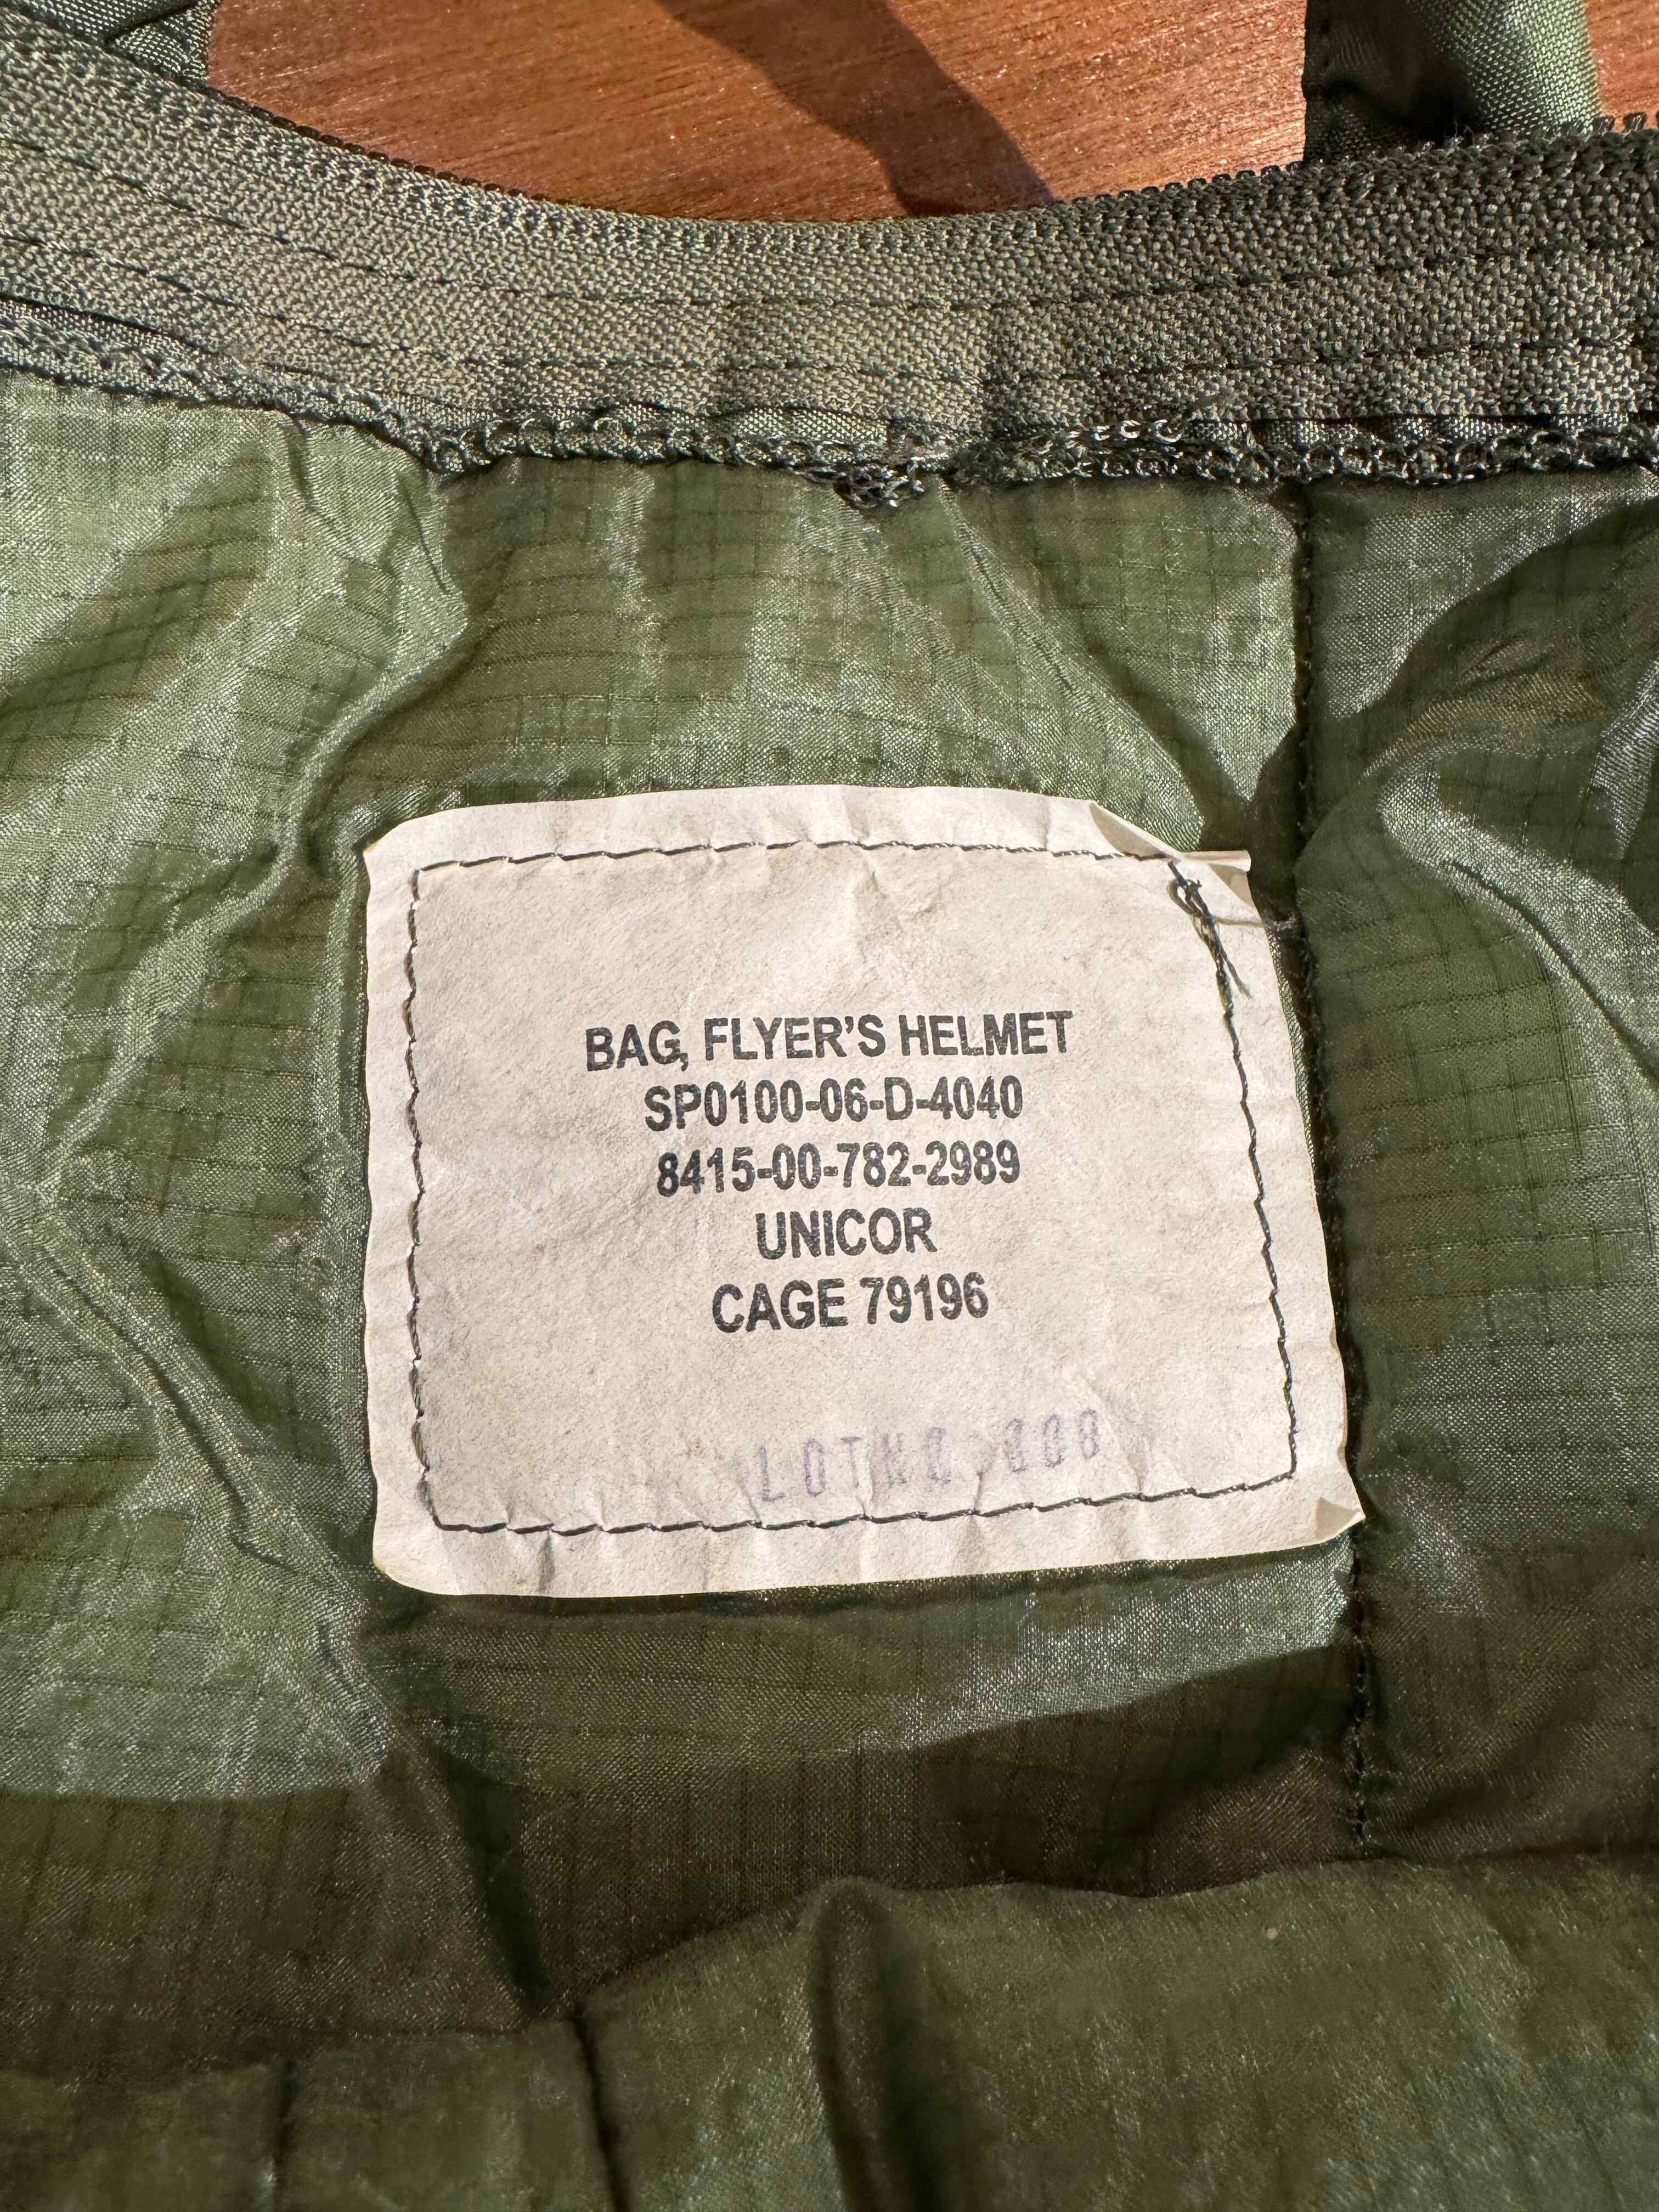 BAG, FLYER'S HELMET
SP0100-06-D-4040
8415-00-782-2989
UNICOR
CAGE 79196